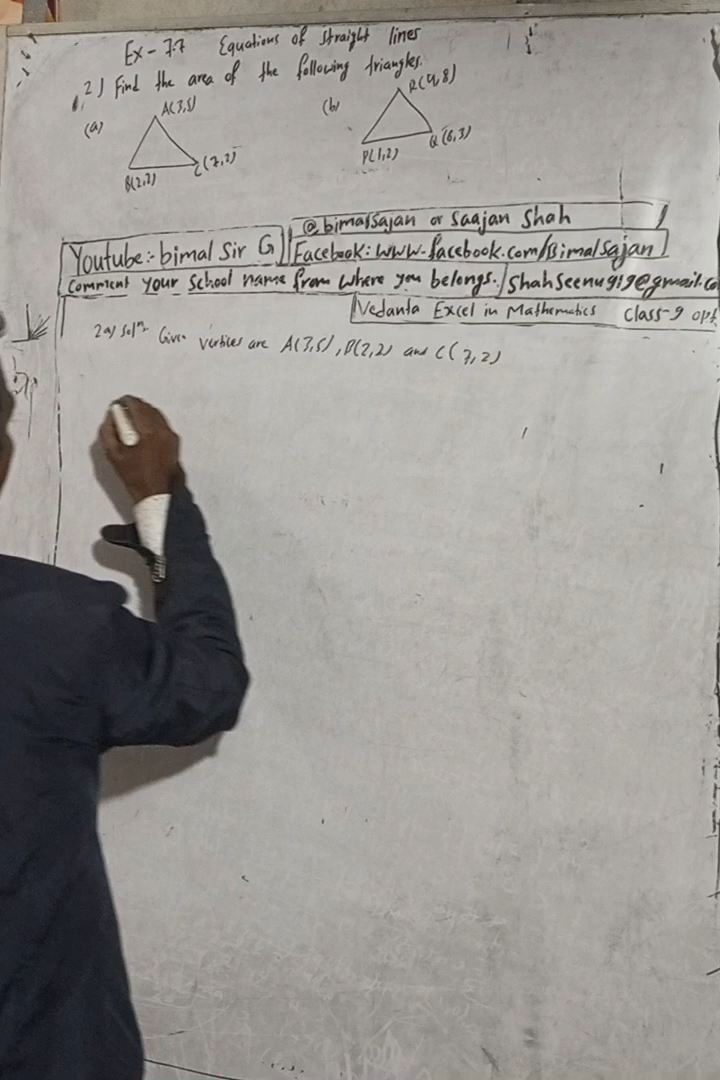 Ex - 7.7 Equations of straight lines
2) Find the area of the following triangles.
(a)
A(3,5)
B(2,2)
C(7,2)
(b)
R(4,8)
P(1,2)
Q(6,3)
@bimalsajan or Saajan Shah
Youtube:- bimal Sir G
Facebook: www.facebook.com/Bimalsajan
Comment your School name from where you belongs.
Shahseenu919@gmail.co
Vedanta Excel in Mathematics Class-9 opt
2a) Solⁿ. Given vertices are A(3,5), B(2,2) and C(7,2)